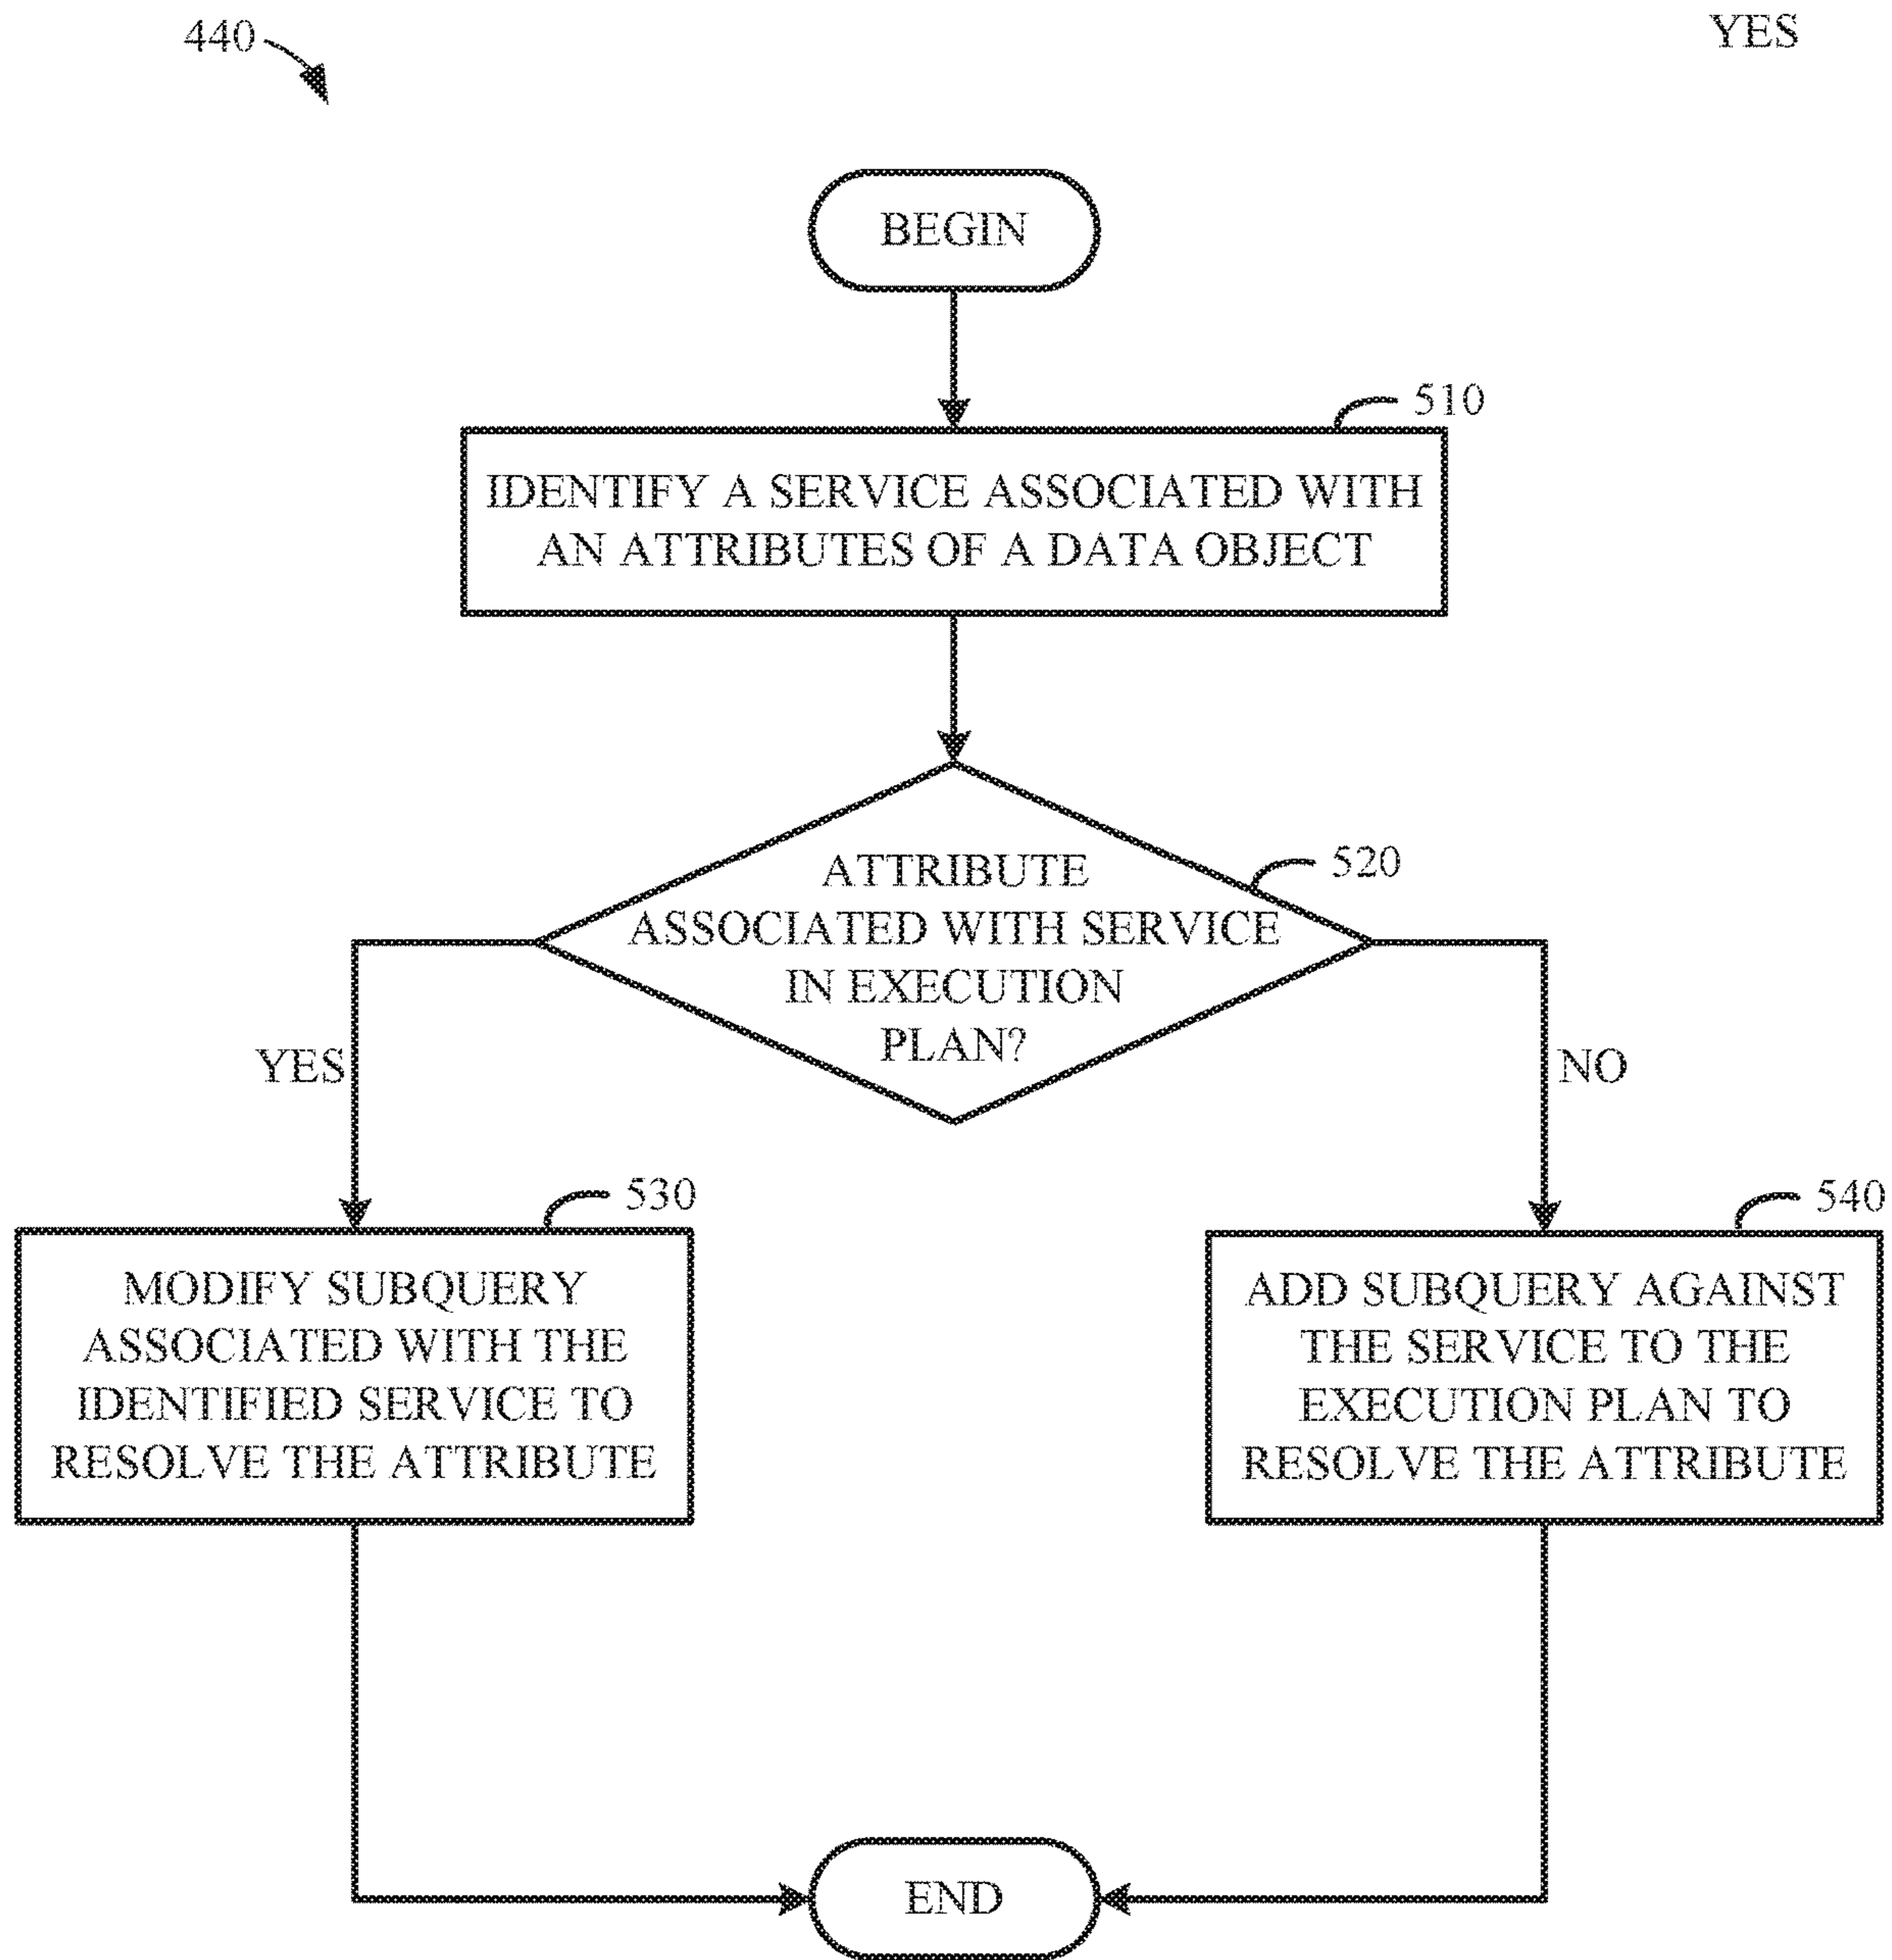 440
YES
BEGIN
510
IDENTIFY A SERVICE ASSOCIATED WITH
AN ATTRIBUTES OF A DATA OBJECT
520
ATTRIBUTE
ASSOCIATED WITH SERVICE
IN EXECUTION
PLAN?
YES
NO
530
MODIFY SUBQUERY
ASSOCIATED WITH THE
IDENTIFIED SERVICE TO
RESOLVE THE ATTRIBUTE
540
ADD SUBQUERY AGAINST
THE SERVICE TO THE
EXECUTION PLAN TO
RESOLVE THE ATTRIBUTE
END